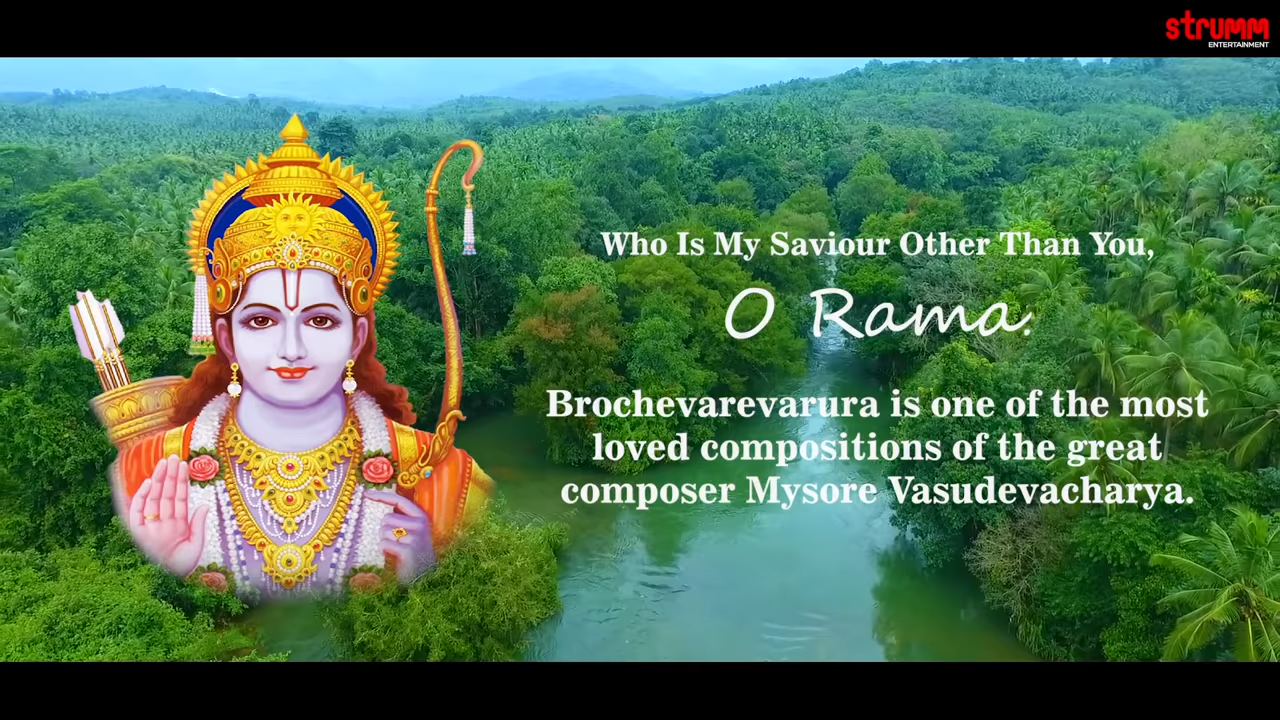 strumm
ENTERTAINMENT
Who Is My Saviour Other Than You,
O Rama.
Brochevarevarura is one of the most
loved compositions of the great
composer Mysore Vasudevacharya.